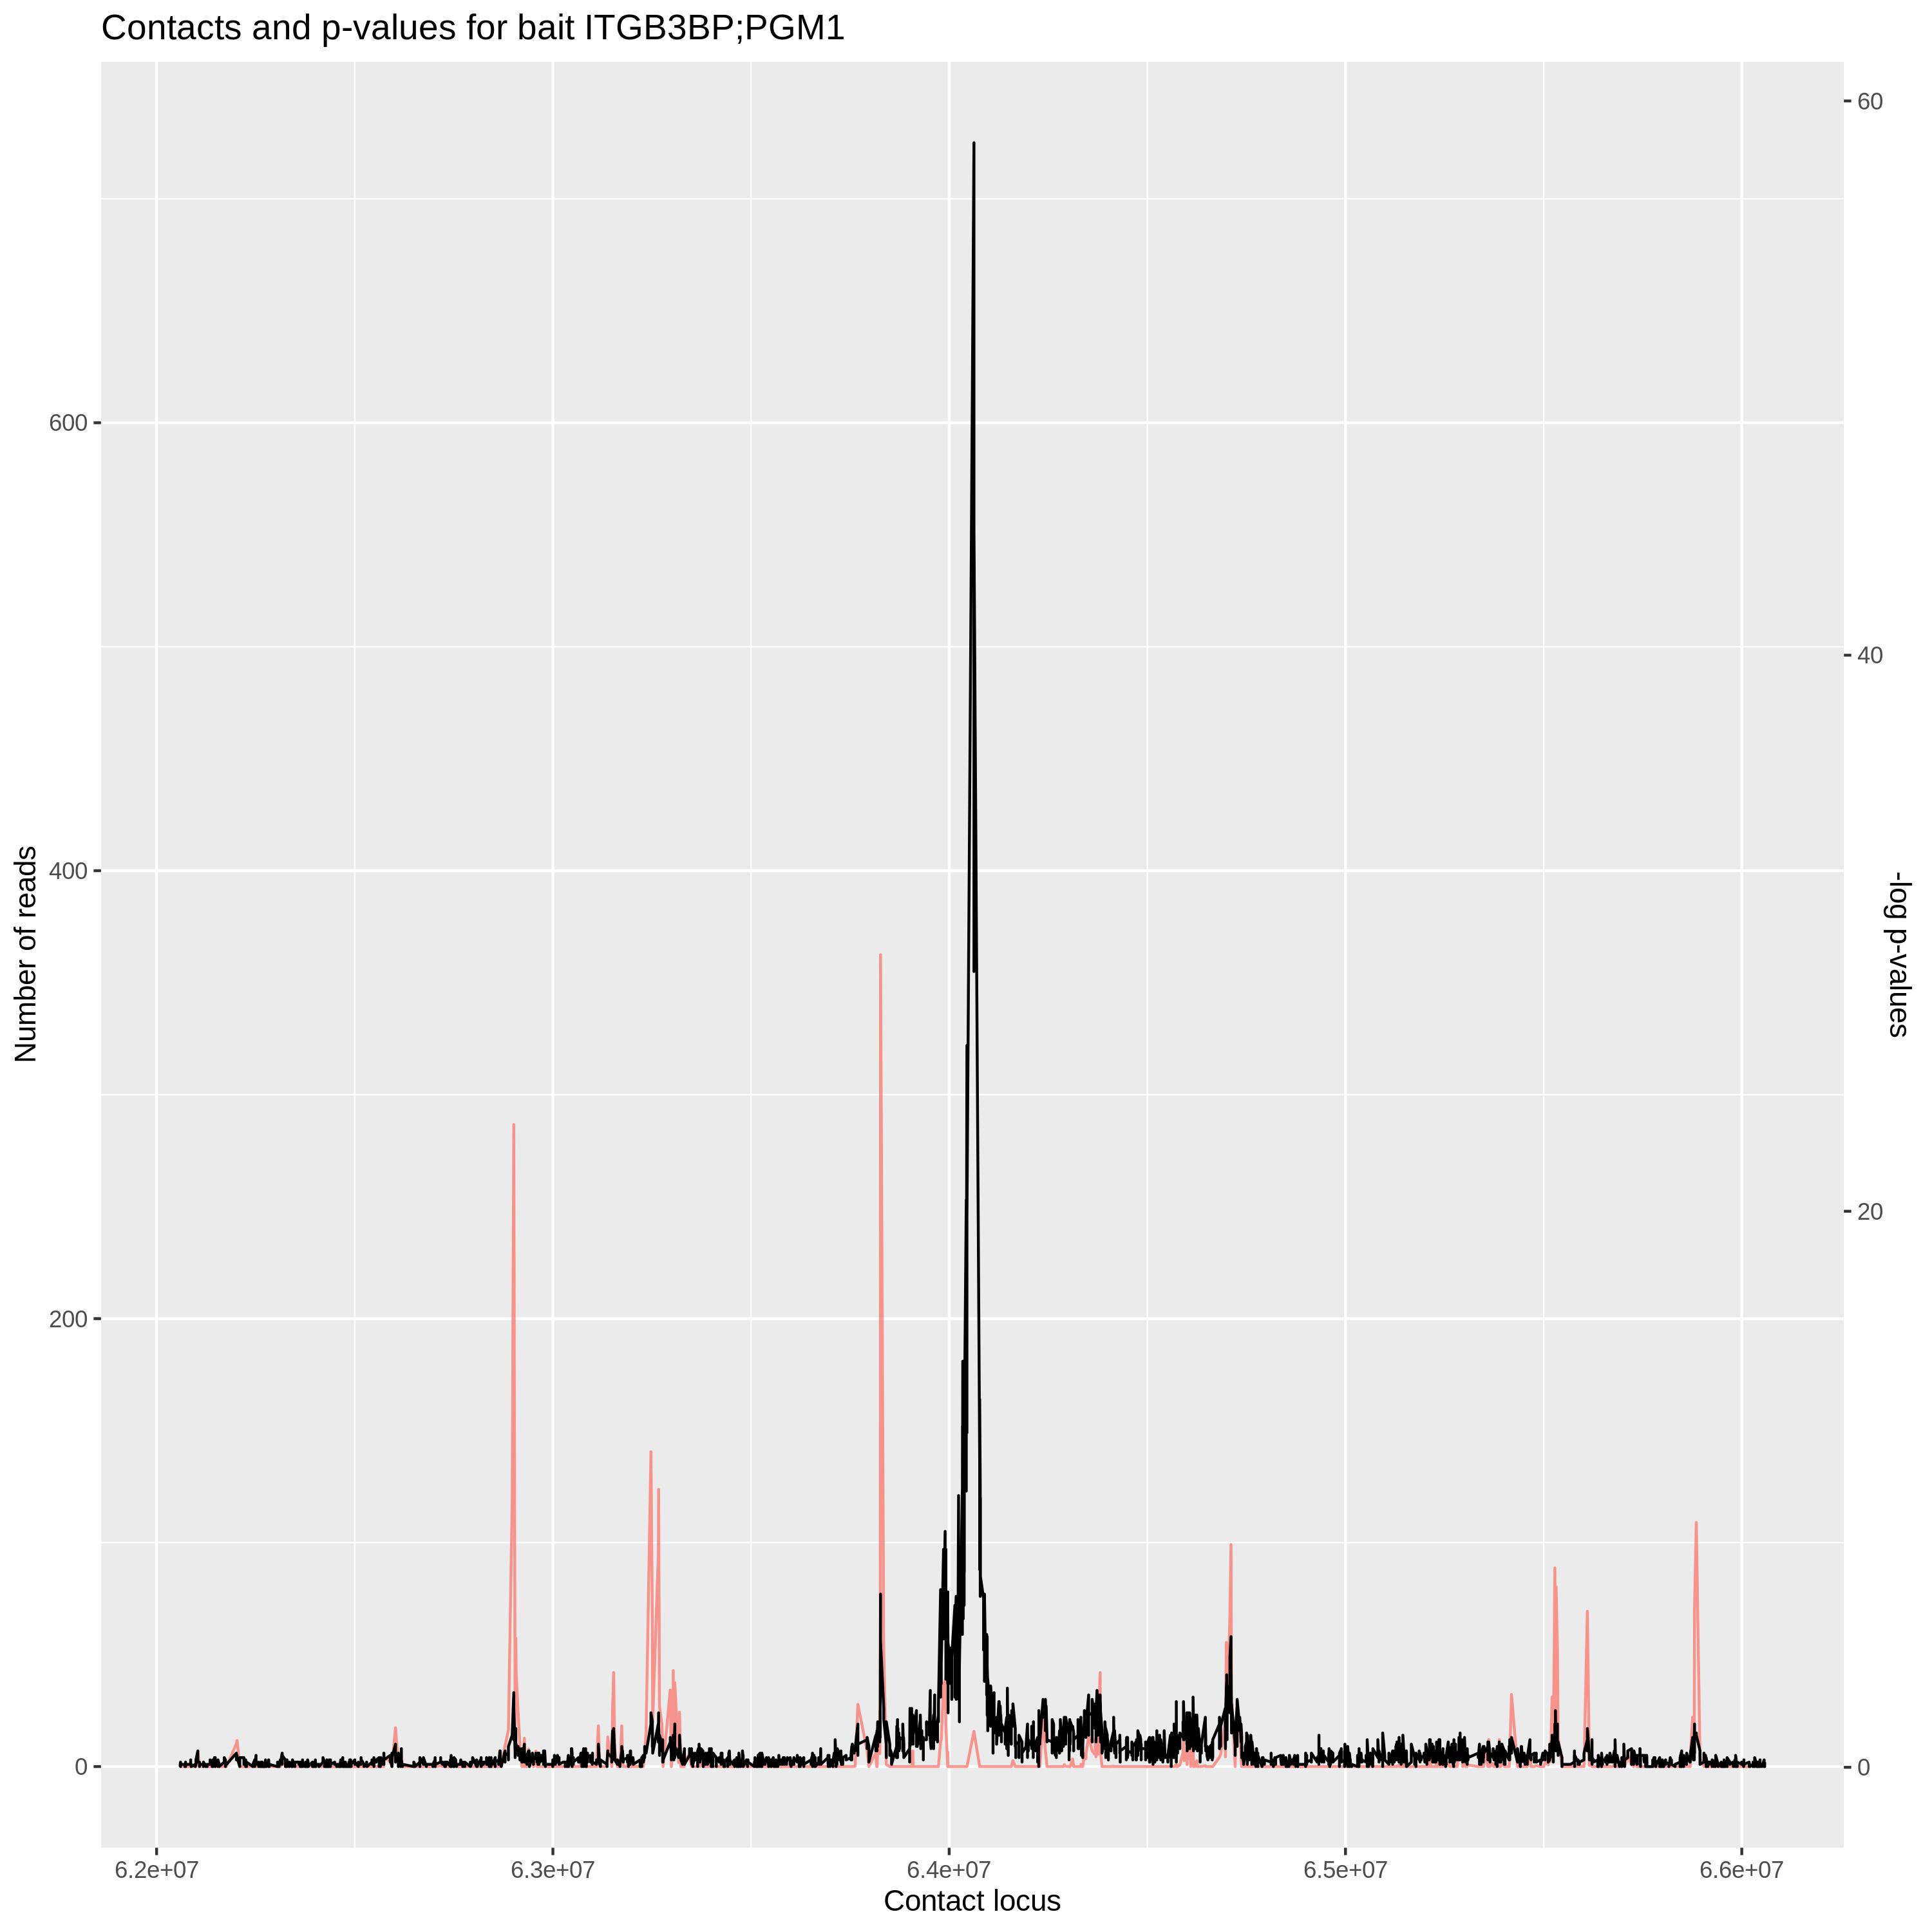 Contacts and p-values for bait ITGB3BP;PGM1
Number of reads
600
400
200
0
60
40
20
0
-log p-values
6.2e+07
6.3e+07
6.4e+07
6.5e+07
6.6e+07
Contact locus